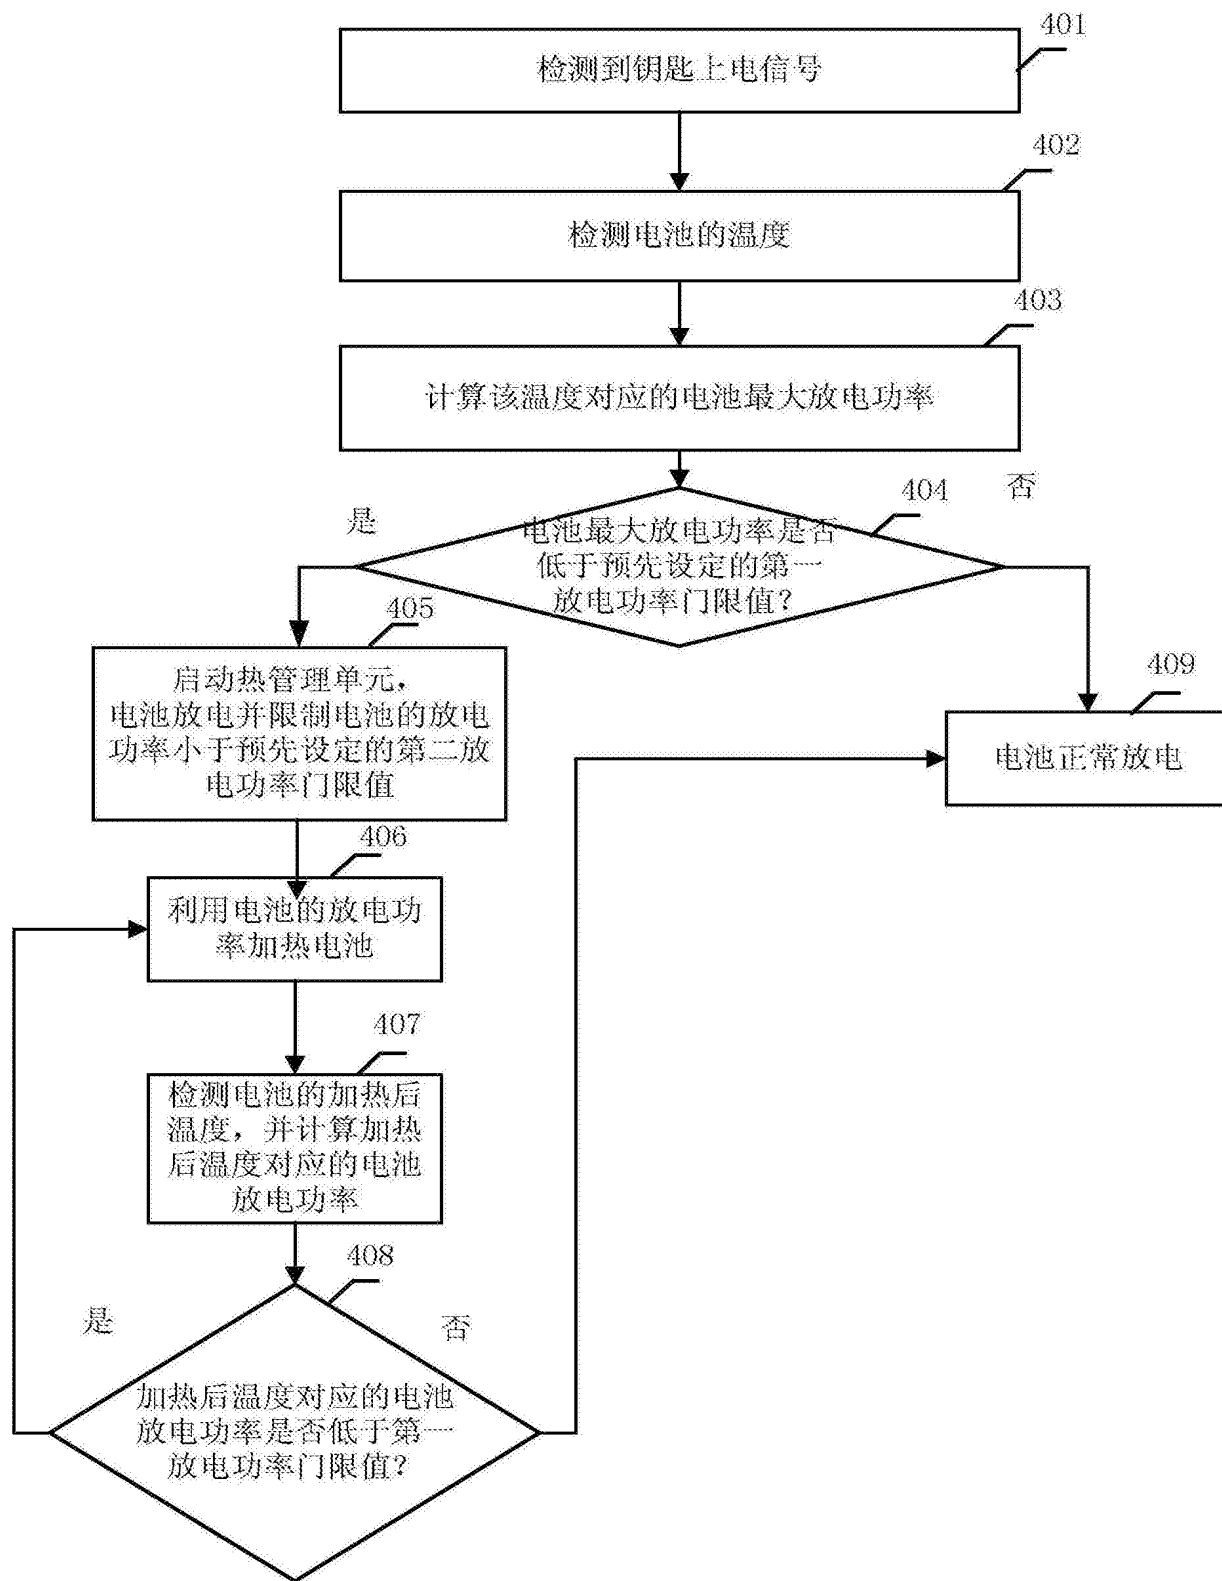 401
检测到钥匙上电信号
402
检测电池的温度
403
计算该温度对应的电池最大放电功率
404
是
否
电池最大放电功率是否
低于预先设定的第一
放电功率门限值？
405
启动热管理单元，
电池放电并限制电池的放电
功率小于预先设定的第二放
电功率门限值
409
电池正常放电
406
利用电池的放电功
率加热电池
407
检测电池的加热后
温度，并计算加热
后温度对应的电池
放电功率
408
是
否
加热后温度对应的电池
放电功率是否低于第一
放电功率门限值？